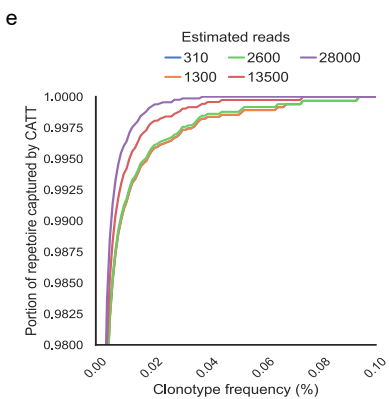 e
Estimated reads
310 2600 28000
1300 13500
Portion of repetoire captured by CATT
1.0000
0.9975
0.9950
0.9925
0.9900
0.9875
0.9850
0.9825
0.9800
0.00 0.02 0.04 0.06 0.08 0.10
Clonotype frequency (%)